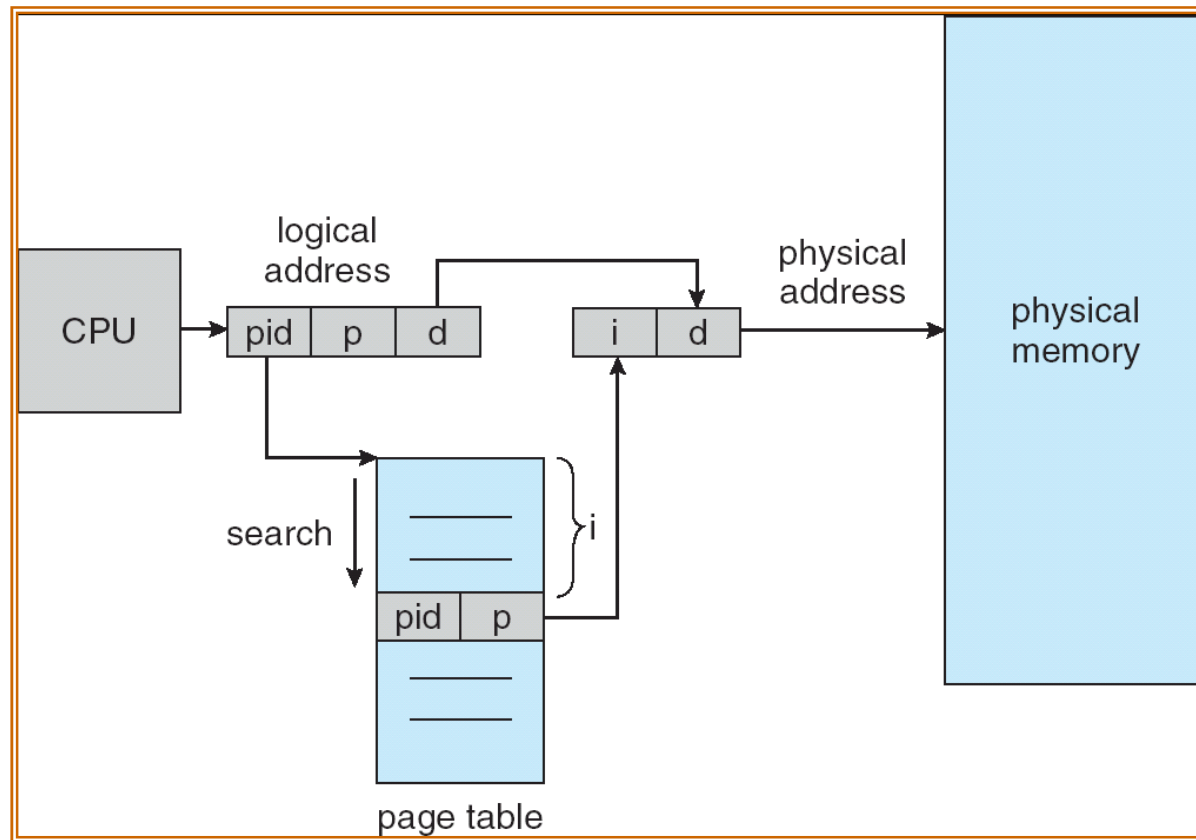 logical
address
physical
address
CPU
pid p d
i d
physical
memory
search
i
pid p
page table